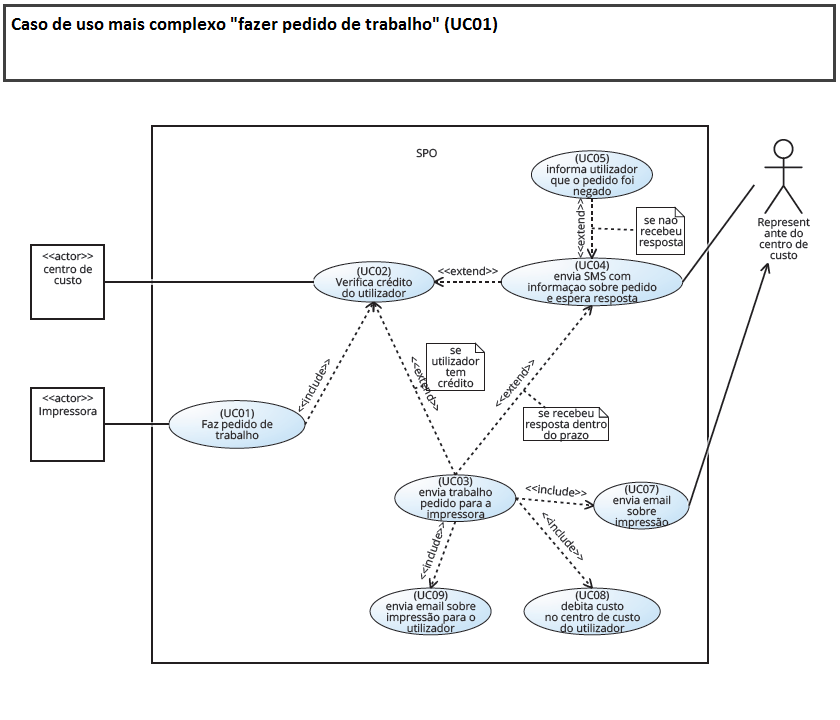 Caso de uso mais complexo "fazer pedido de trabalho" (UC01)
SPO
(UC05)
informa utilizador
que o pedido foi
negado
<<extend>>
se nao
recebeu
resposta
Represent
ante do
centro de
custo
<<actor>>
centro de
custo
(UC02)
Verifica crédito
do utilizador
<<extend>>
(UC04)
envia SMS com
informaçao sobre pedido
e espera resposta
<<include>>
se
utilizador
tem
crédito
<<extend>>
<<extend>>
<<actor>>
Impressora
(UC01)
Faz pedido de
trabalho
se recebeu
resposta dentro
do prazo
(UC03)
envia trabalho
pedido para a
impressora
<<include>>
(UC07)
envia email
sobre
impressão
<<include>>
<<include>>
(UC09)
envia email sobre
impressão para o
utilizador
(UC08)
debita custo
no centro de custo
do utilizador